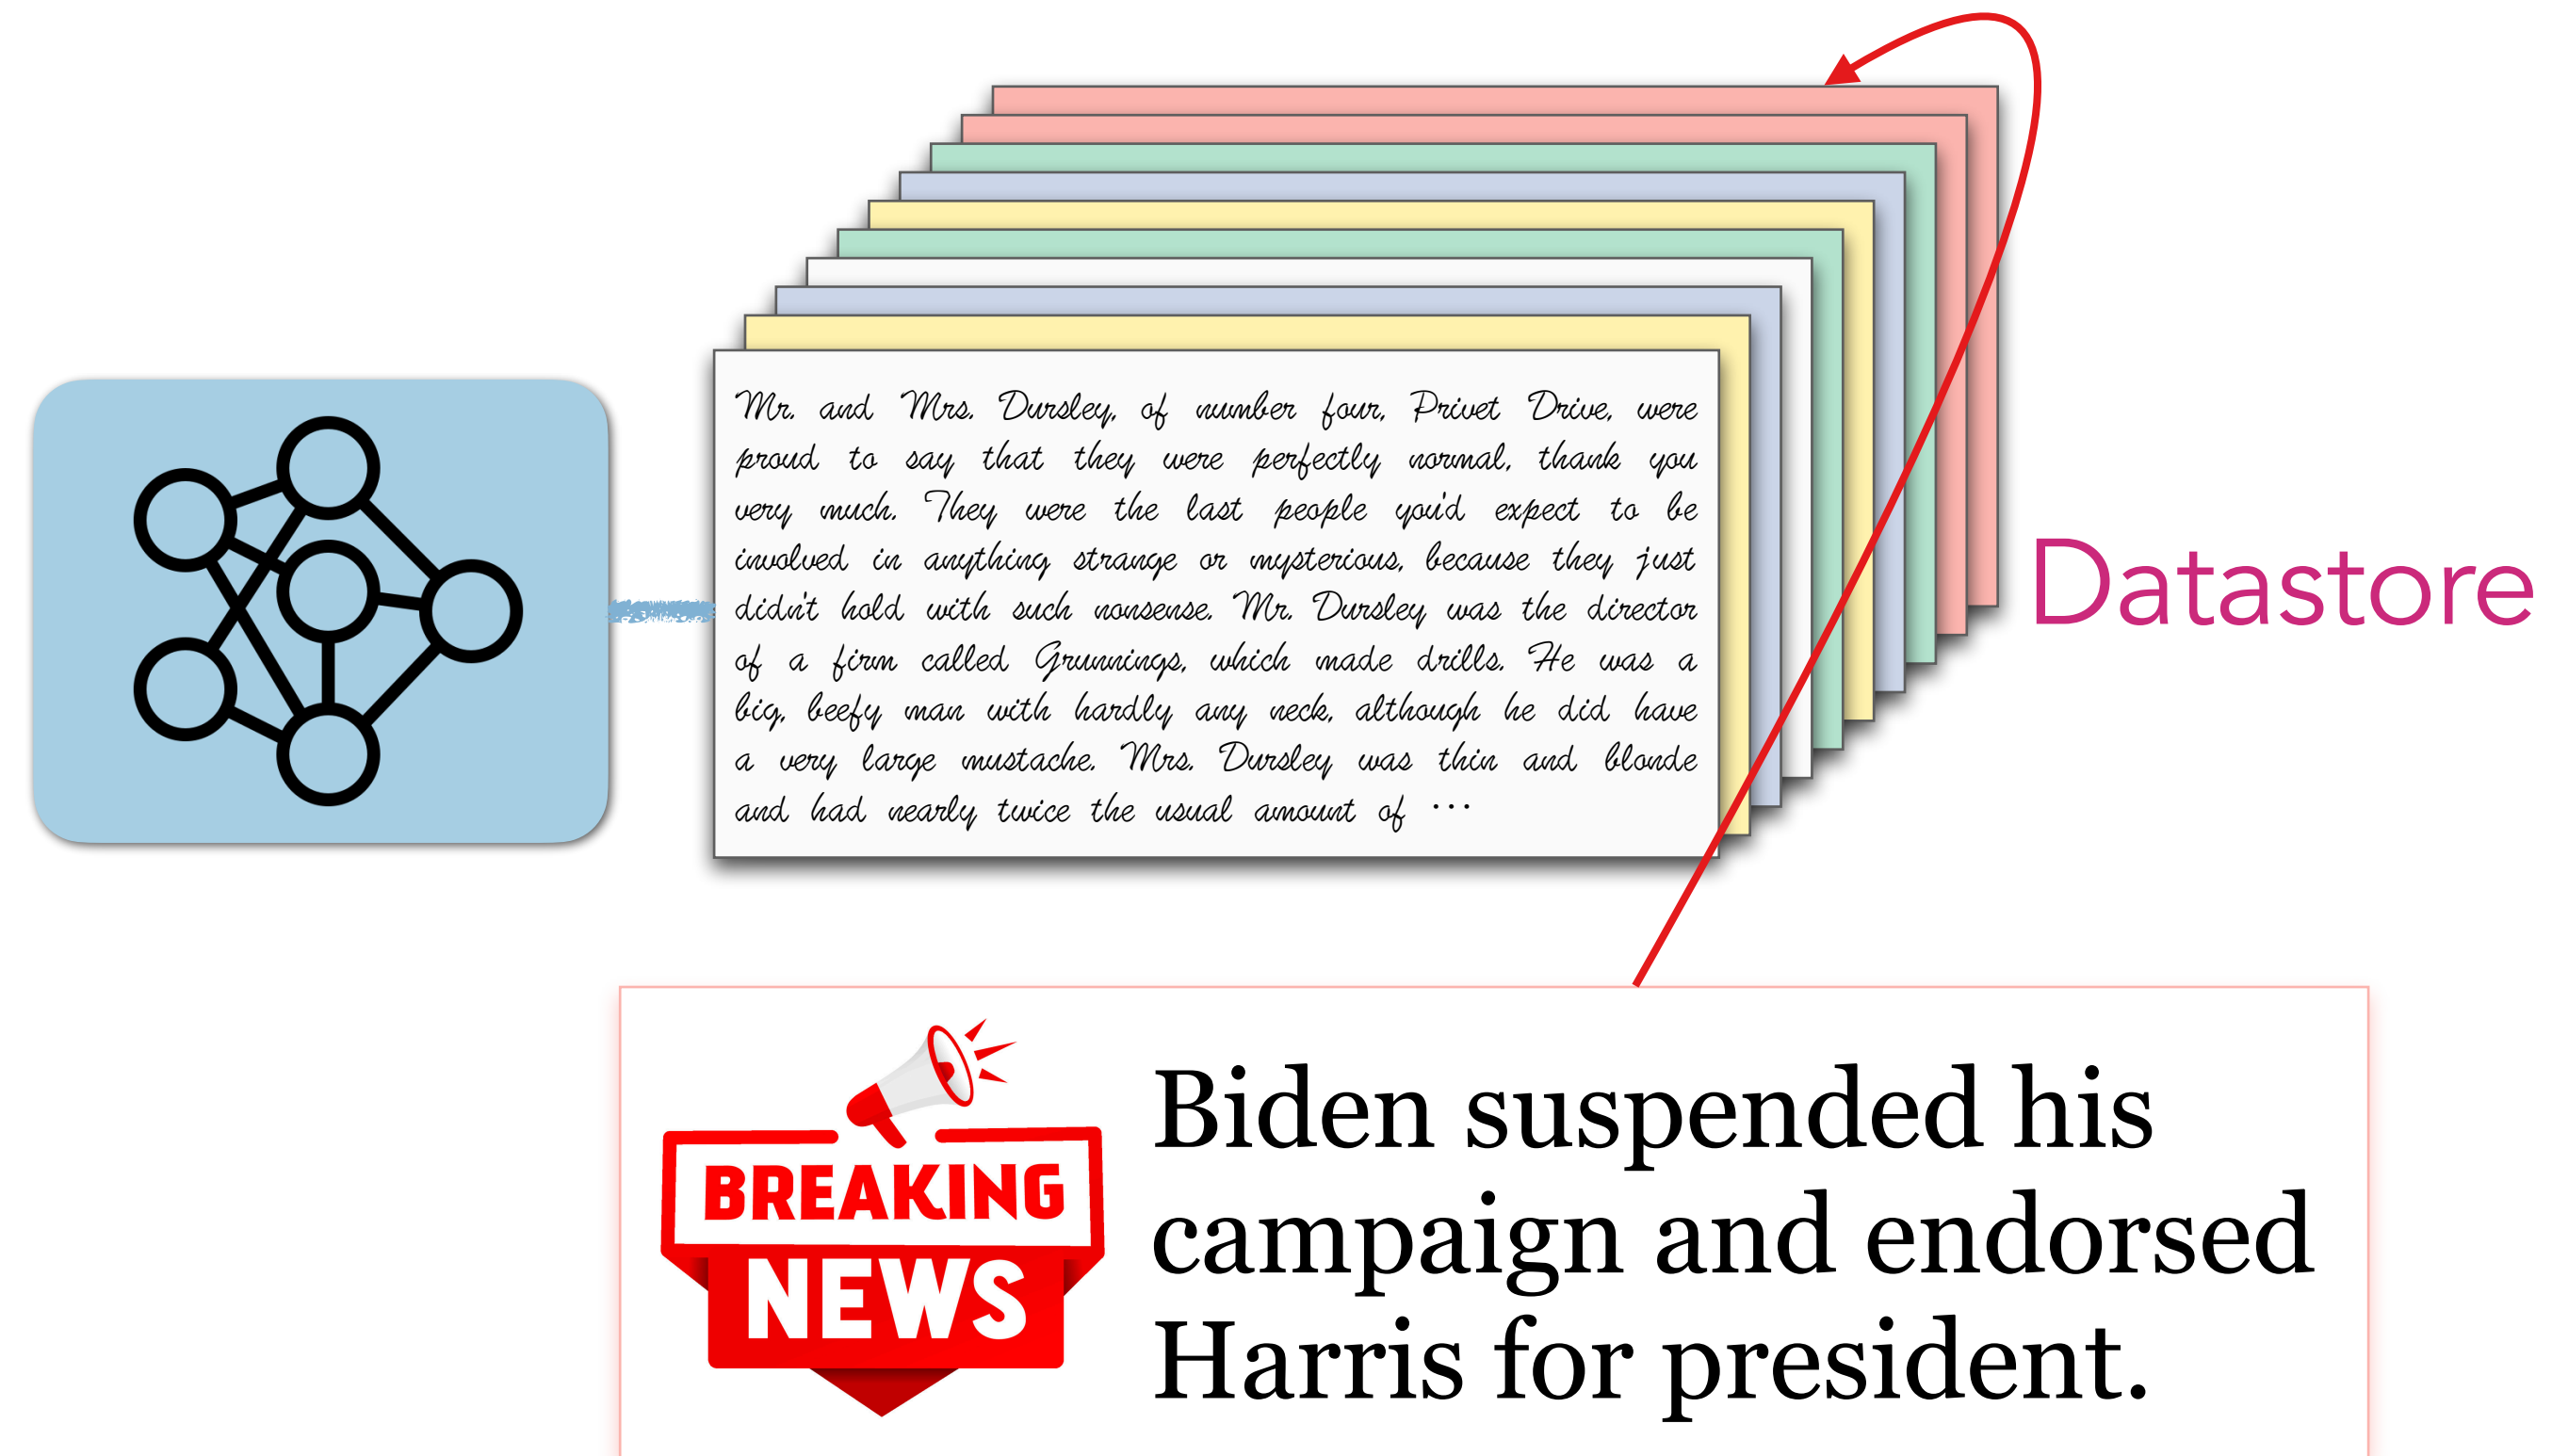 Mr. and Mrs. Dursley, of number four, Privet Drive, were
proud to say that they were perfectly normal, thank you
very much. They were the last people you'd expect to be
involved in anything strange or mysterious, because they just
didn't hold with such nonsense. Mr. Dursley was the director
of a firm called Grunnings, which made drills. He was a
big, beefy man with hardly any neck, although he did have
a very large mustache. Mrs. Dursley was thin and blonde
and had nearly twice the usual amount of ...
Datastore
BREAKING
NEWS
Biden suspended his
campaign and endorsed
Harris for president.